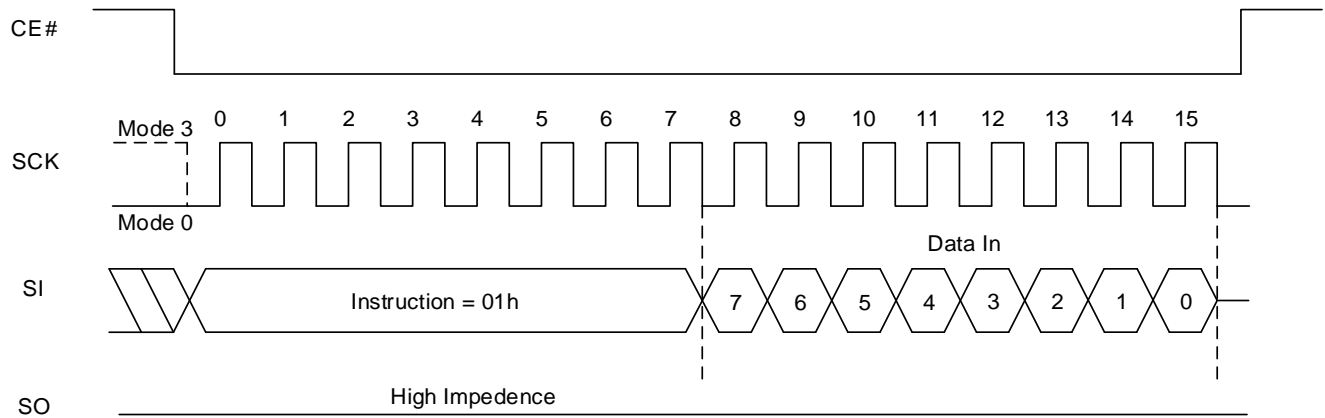 CE#
0 1 2 3 4 5 6 7 8 9 10 11 12 13 14 15
Mode 3
SCK
Mode 0
Data In
SI
Instruction = 01h
7 6 5 4 3 2 1 0
High Impedence
SO